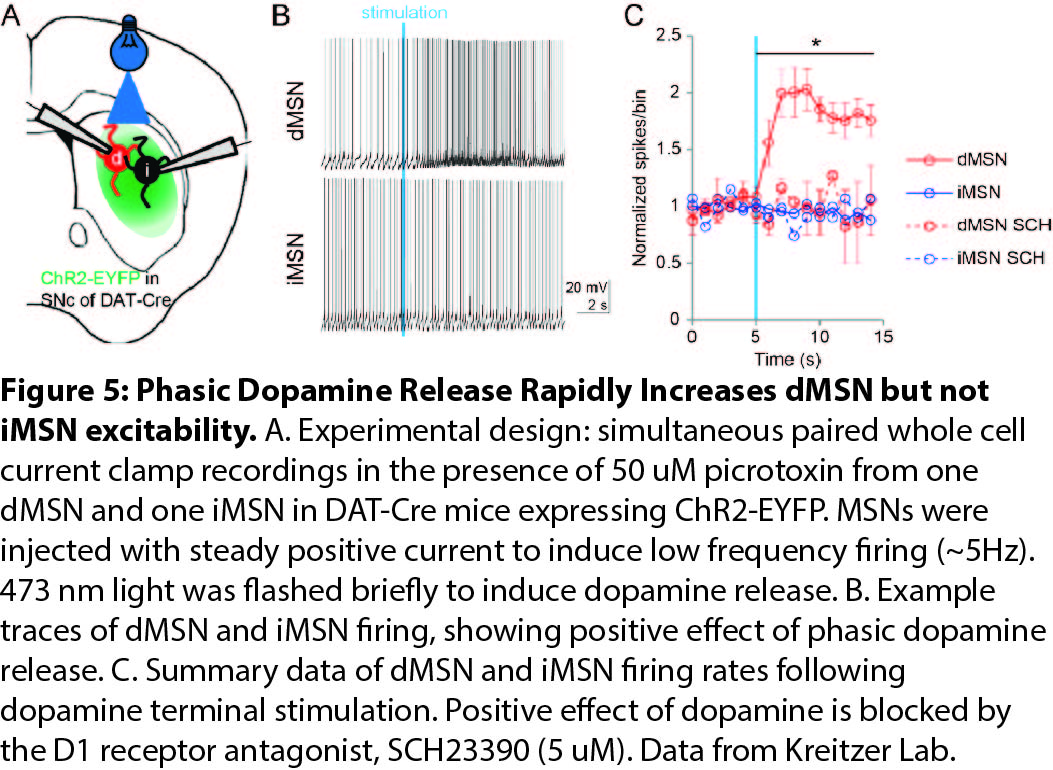 A
d
i
ChR2-EYFP in
SNc of DAT-Cre
B
stimulation
dMSN
iMSN
20 mV
2 s
C
Normalized spikes/bin
2.5
2
1.5
1
0.5
0
*
0
5
10
15
Time (s)
dMSN
iMSN
dMSN SCH
iMSN SCH
Figure 5: Phasic Dopamine Release Rapidly Increases dMSN but not
iMSN excitability. A. Experimental design: simultaneous paired whole cell
current clamp recordings in the presence of 50 uM picrotoxin from one
dMSN and one iMSN in DAT-Cre mice expressing ChR2-EYFP. MSNs were
injected with steady positive current to induce low frequency firing (~5Hz).
473 nm light was flashed briefly to induce dopamine release. B. Example
traces of dMSN and iMSN firing, showing positive effect of phasic dopamine
release. C. Summary data of dMSN and iMSN firing rates following
dopamine terminal stimulation. Positive effect of dopamine is blocked by
the D1 receptor antagonist, SCH23390 (5 uM). Data from Kreitzer Lab.